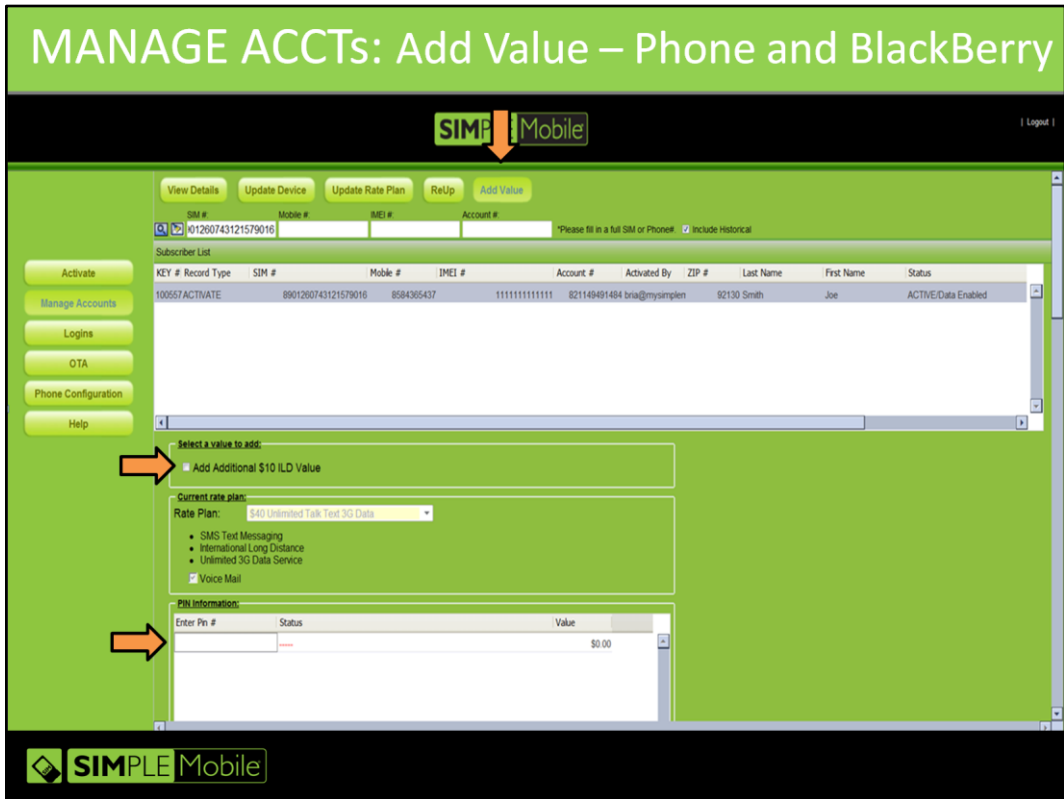 MANAGE ACCTs: Add Value – Phone and BlackBerry
SIMPLE Mobile
| Logout |
View Details Update Device Update Rate Plan ReUp Add Value
SIM #: Mobile #: IMEI #: Account #:
01260743121579016 *Please fill in a full SIM or Phone# Include Historical
Subscriber List
KEY # Record Type SIM # Mobile # IMEI # Account # Activated By ZIP # Last Name First Name Status
100557 ACTIVATE 8901260743121579016 8584365437 1111111111111 821149491484 bria@mysimplen 92130 Smith Joe ACTIVE/Data Enabled
Activate
Manage Accounts
Logins
OTA
Phone Configuration
Help
Select a value to add:
Add Additional $10 ILD Value
Current rate plan:
Rate Plan: $40 Unlimited Talk Text 3G Data
• SMS Text Messaging
• International Long Distance
• Unlimited 3G Data Service
Voice Mail
PIN Information:
Enter Pin # Status Value
----- $0.00
SIMPLE Mobile